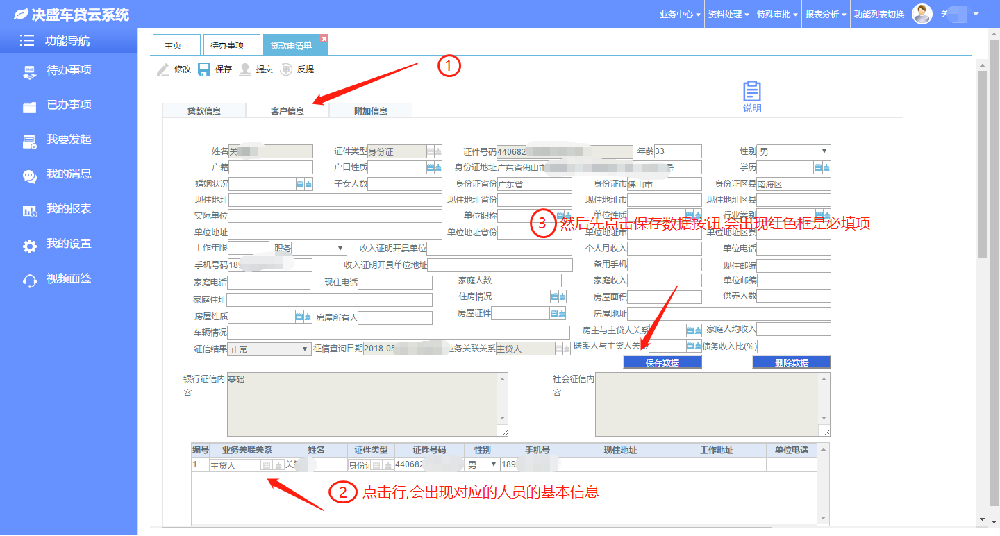 决盛车贷云系统
业务中心 资料处理 特殊审批 报表分析 功能列表切换 关
功能导航
待办事项
已办事项
我要发起
我的消息
我的报表
我的设置
视频面签
主页 待办事项 贷款申请单
修改 保存 提交 反提
1
说明
贷款信息 客户信息 附加信息
姓名 关 证件类型 身份证 证件号码 440682 年龄 33 性别 男
户籍 户口性质 身份证地址 广东省佛山市 号 学历
婚姻状况 子女人数 身份证省份 广东省 身份证市 佛山市 身份证区县 南海区
现住地址 现住地址省份 现住地址市 现住地址区县
实际单位 单位职称 单位性质 行业类别
3 然后先点击保存数据按钮,会出现红色框是必填项
单位地址 单位地址省份 单位地址市 单位地址区县
工作年限 职务 收入证明开具单位 个人月收入 单位电话
手机号码 189 收入证明开具单位地址 备用手机 现住邮编
家庭电话 现住电话 家庭人数 家庭收入 单位邮编
家庭住址 住房情况 房屋面积 供养人数
房屋性质 房屋所有人 房屋证件 房屋地址
车辆情况 房主与主贷人关系 家庭人均收入
征信结果 正常 征信查询日期 2018-05 业务关联关系 主贷人 联系人与主贷人关系 债务收入比(%)
保存数据 删除数据
银行征信内容 基础 社会征信内容
编号 业务关联关系 姓名 证件类型 证件号码 性别 手机号 现住地址 工作地址 单位电话
1 主贷人 关 身份证 440682 男 189
2 点击行,会出现对应的人员的基本信息